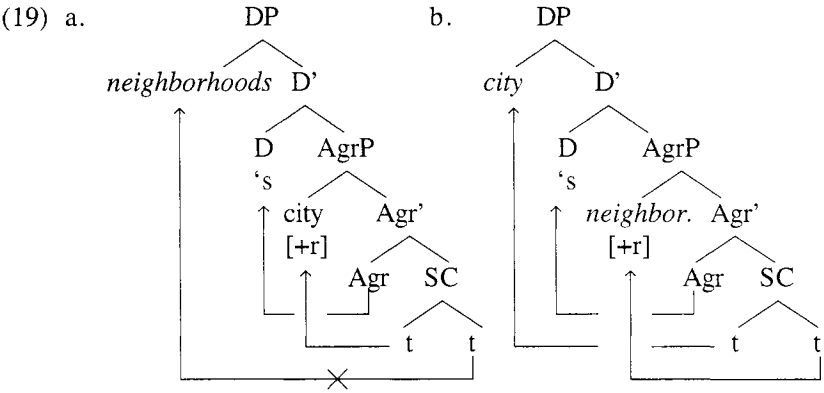 (19) a. DP b. DP
neighborhoods D' city D'
D AgrP D AgrP
's 's
city Agr' neighbor. Agr'
[+r] [+r]
Agr SC Agr SC
t t t t